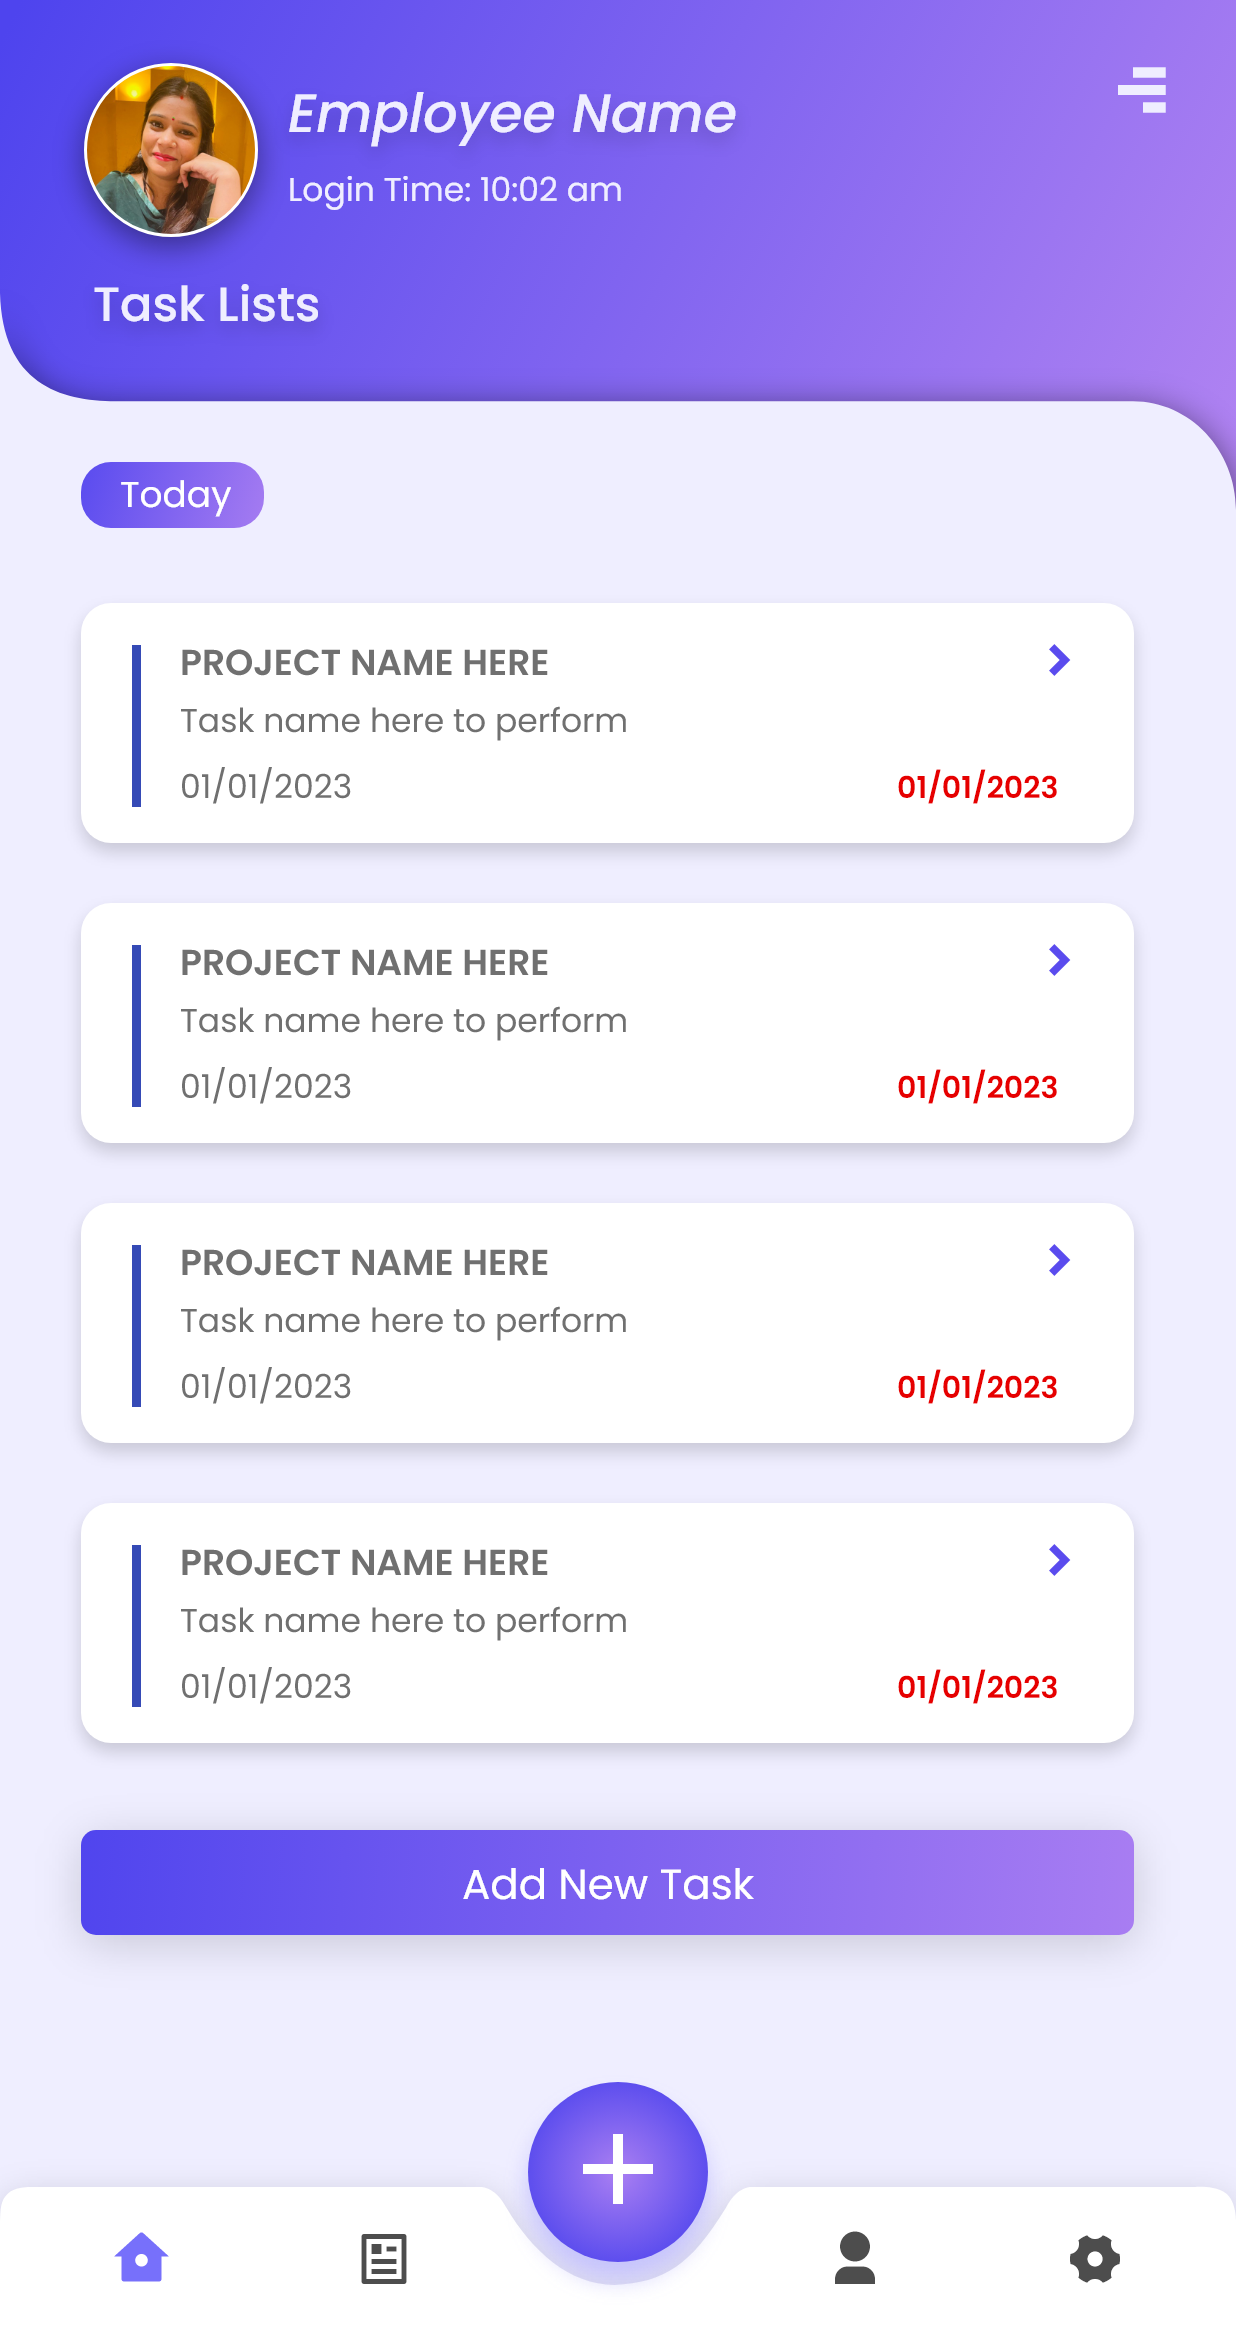 Employee Name
Login Time: 10:02 am
Task Lists
Today
PROJECT NAME HERE
Task name here to perform
01/01/2023 01/01/2023
PROJECT NAME HERE
Task name here to perform
01/01/2023 01/01/2023
PROJECT NAME HERE
Task name here to perform
01/01/2023 01/01/2023
PROJECT NAME HERE
Task name here to perform
01/01/2023 01/01/2023
Add New Task